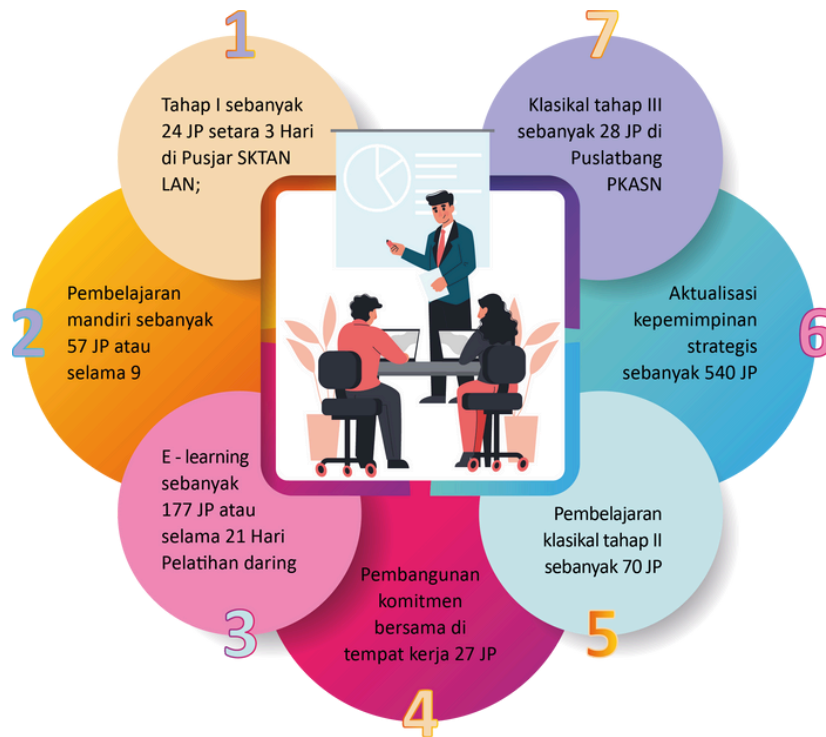 1
Tahap I sebanyak
24 JP setara 3 Hari
di Pusjar SKTAN
LAN;
2
Pembelajaran
mandiri sebanyak
57 JP atau
selama 9
3
E - learning
sebanyak
177 JP atau
selama 21 Hari
Pelatihan daring
4
Pembangunan
komitmen
bersama di
tempat kerja 27 JP
5
Pembelajaran
klasikal tahap II
sebanyak 70 JP
6
Aktualisasi
kepemimpinan
strategis
sebanyak 540 JP
7
Klasikal tahap III
sebanyak 28 JP di
Puslatbang
PKASN